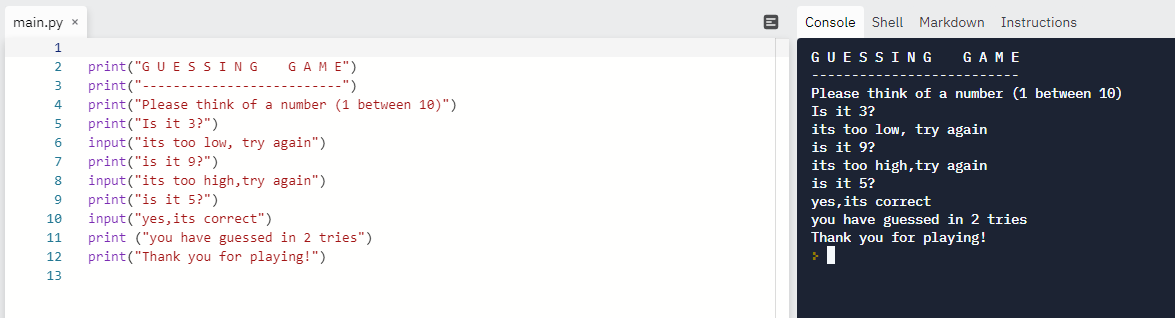 main.py ×
1
2 print("G U E S S I N G    G A M E")
3 print("--------------------------")
4 print("Please think of a number (1 between 10)")
5 print("Is it 3?")
6 input("its too low, try again")
7 print("is it 9?")
8 input("its too high,try again")
9 print("is it 5?")
10 input("yes,its correct")
11 print ("you have guessed in 2 tries")
12 print("Thank you for playing!")
13
Console Shell Markdown Instructions
G U E S S I N G    G A M E
--------------------------
Please think of a number (1 between 10)
Is it 3?
its too low, try again
is it 9?
its too high,try again
is it 5?
yes,its correct
you have guessed in 2 tries
Thank you for playing!